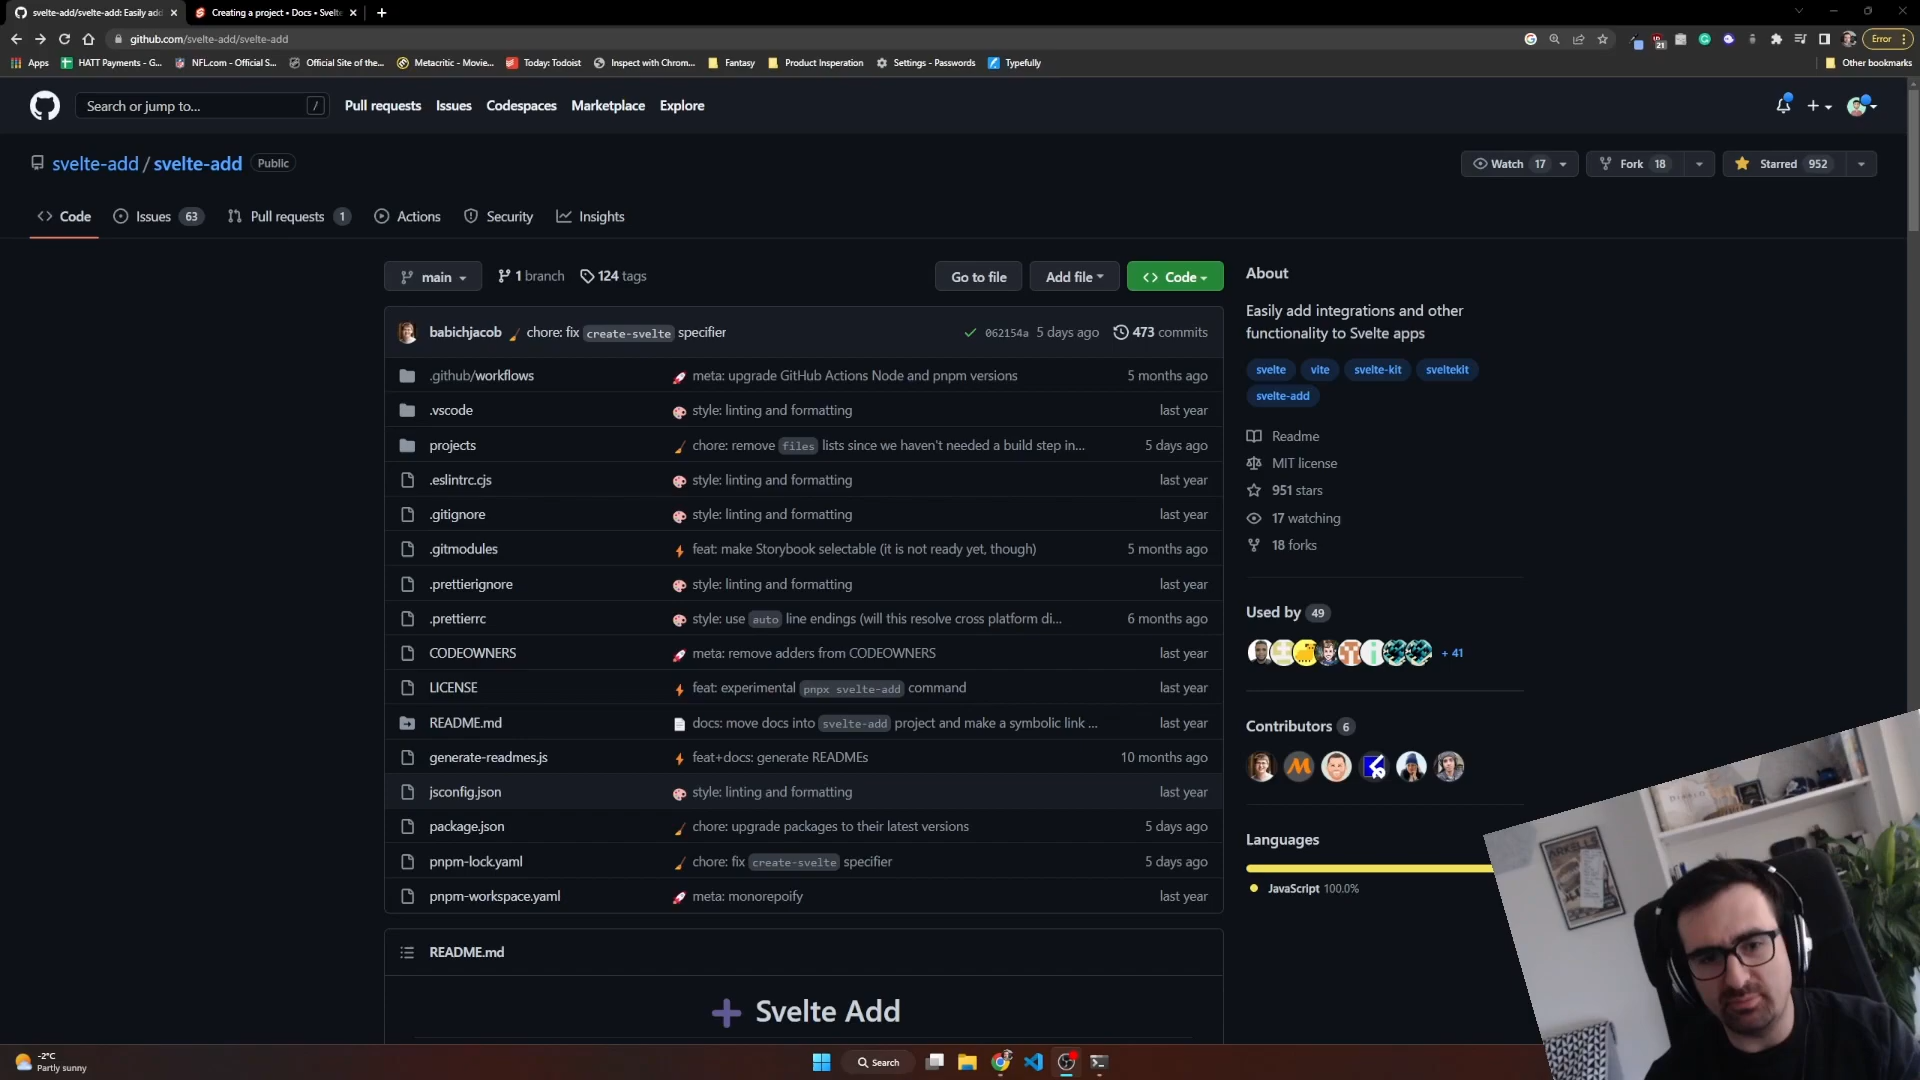 svelte-add/svelte-add: Easily add
Creating a project • Docs • Svelte
github.com/svelte-add/svelte-add
21
Error
Apps
HATT Payments - G...
NFL.com - Official S...
Official Site of the...
Metacritic - Movie...
Today: Todoist
Inspect with Chrom...
Fantasy
Product Insperation
Settings - Passwords
Typefully
Other bookmarks
Search or jump to...
/
Pull requests
Issues
Codespaces
Marketplace
Explore
svelte-add / svelte-add
Public
Watch 17
Fork 18
Starred 952
Code
Issues 63
Pull requests 1
Actions
Security
Insights
main
1 branch
124 tags
Go to file
Add file
Code
babichjacob chore: fix create-svelte specifier
062154a 5 days ago
473 commits
.github/workflows
meta: upgrade GitHub Actions Node and pnpm versions
5 months ago
.vscode
style: linting and formatting
last year
projects
chore: remove files lists since we haven't needed a build step in...
5 days ago
.eslintrc.cjs
style: linting and formatting
last year
.gitignore
style: linting and formatting
last year
.gitmodules
feat: make Storybook selectable (it is not ready yet, though)
5 months ago
.prettierignore
style: linting and formatting
last year
.prettierrc
style: use auto line endings (will this resolve cross platform di...
6 months ago
CODEOWNERS
meta: remove adders from CODEOWNERS
last year
LICENSE
feat: experimental pnpx svelte-add command
last year
README.md
docs: move docs into svelte-add project and make a symbolic link ...
last year
generate-readmes.js
feat+docs: generate READMEs
10 months ago
jsconfig.json
style: linting and formatting
last year
package.json
chore: upgrade packages to their latest versions
5 days ago
pnpm-lock.yaml
chore: fix create-svelte specifier
5 days ago
pnpm-workspace.yaml
meta: monorepoify
last year
README.md
Svelte Add
About
Easily add integrations and other
functionality to Svelte apps
svelte
vite
svelte-kit
sveltekit
svelte-add
Readme
MIT license
951 stars
17 watching
18 forks
Used by 49
+ 41
Contributors 6
Languages
JavaScript 100.0%
ARKELLS
-2°C
Partly sunny
Search